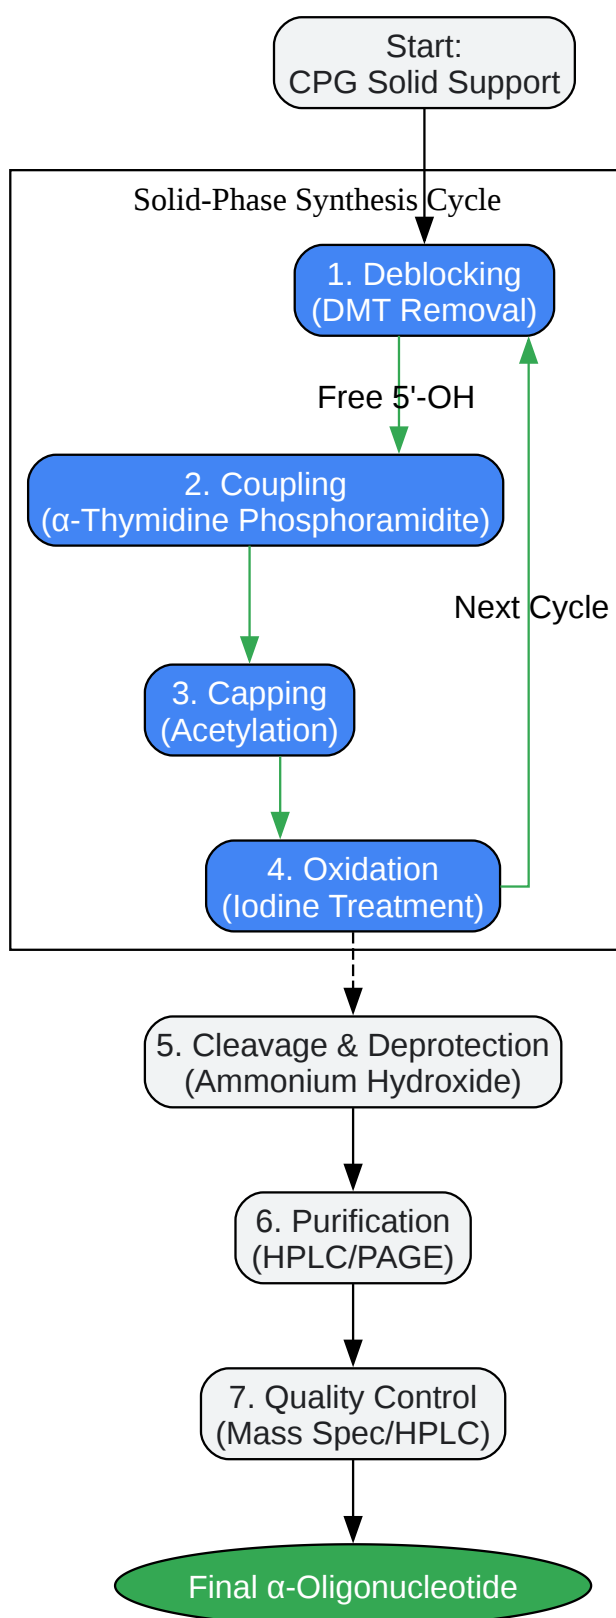 Start:
CPG Solid Support
Solid-Phase Synthesis Cycle
1. Deblocking
(DMT Removal)
Free 5'-OH
2. Coupling
(α-Thymidine Phosphoramidite)
Next Cycle
3. Capping
(Acetylation)
4. Oxidation
(Iodine Treatment)
5. Cleavage & Deprotection
(Ammonium Hydroxide)
6. Purification
(HPLC/PAGE)
7. Quality Control
(Mass Spec/HPLC)
Final α-Oligonucleotide